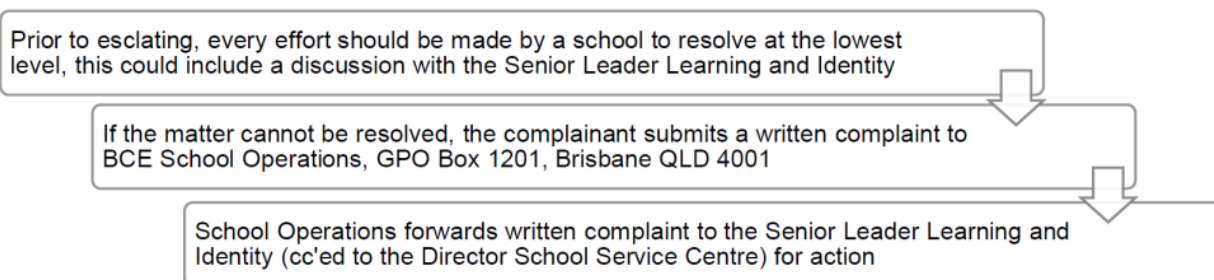 Prior to esclating, every effort should be made by a school to resolve at the lowest
level, this could include a discussion with the Senior Leader Learning and Identity
If the matter cannot be resolved, the complainant submits a written complaint to
BCE School Operations, GPO Box 1201, Brisbane QLD 4001
School Operations forwards written complaint to the Senior Leader Learning and
Identity (cc'ed to the Director School Service Centre) for action